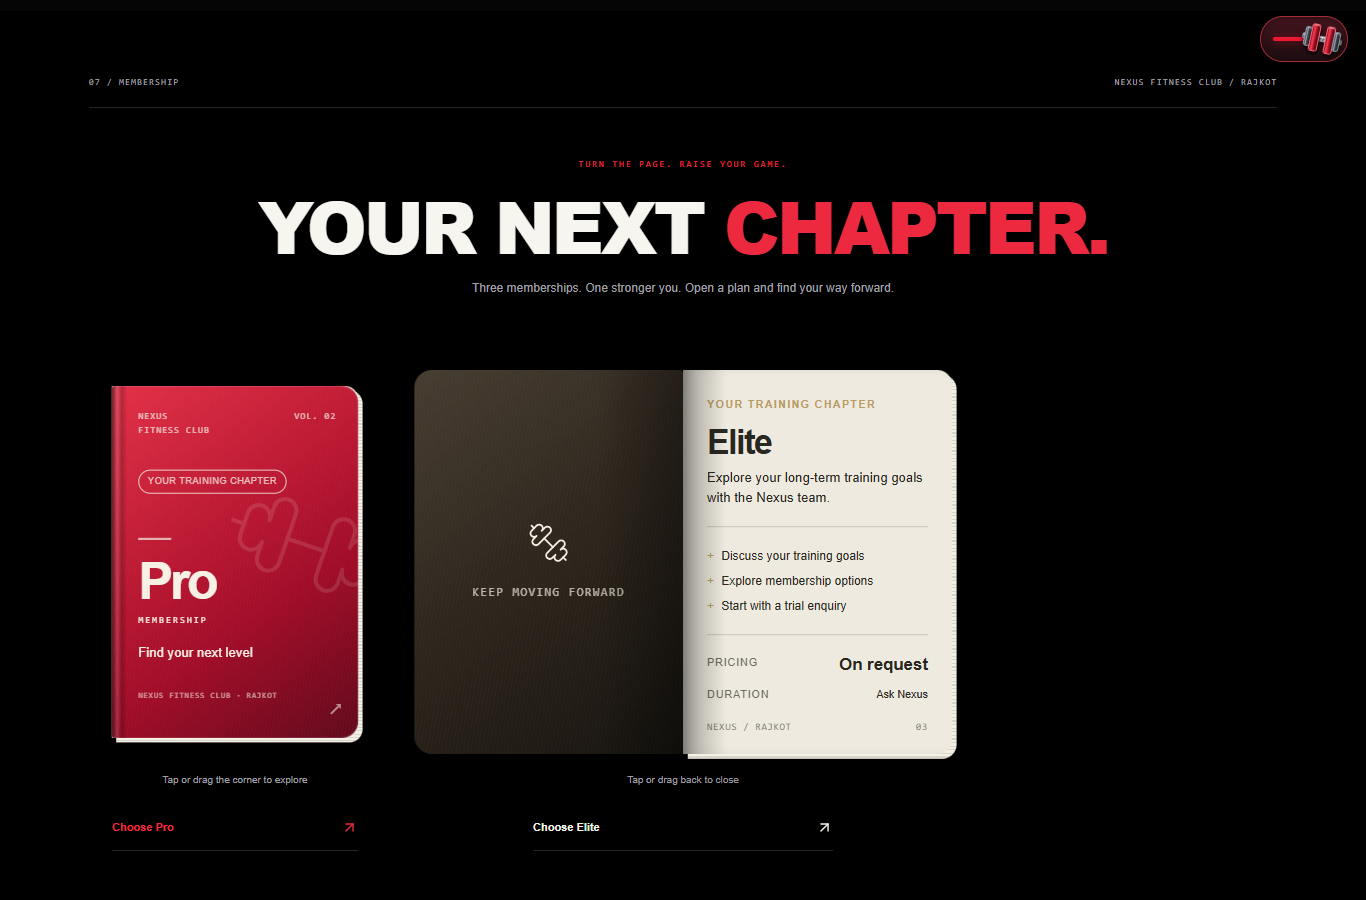 07 / MEMBERSHIP
NEXUS FITNESS CLUB / RAJKOT
TURN THE PAGE. RAISE YOUR GAME.
YOUR NEXT CHAPTER.
Three memberships. One stronger you. Open a plan and find your way forward.
NEXUS
FITNESS CLUB
VOL. 02
YOUR TRAINING CHAPTER
Pro
MEMBERSHIP
Find your next level
NEXUS FITNESS CLUB - RAJKOT
Tap or drag the corner to explore
Choose Pro
KEEP MOVING FORWARD
YOUR TRAINING CHAPTER
Elite
Explore your long-term training goals
with the Nexus team.
+ Discuss your training goals
+ Explore membership options
+ Start with a trial enquiry
PRICING On request
DURATION Ask Nexus
NEXUS / RAJKOT 03
Tap or drag back to close
Choose Elite